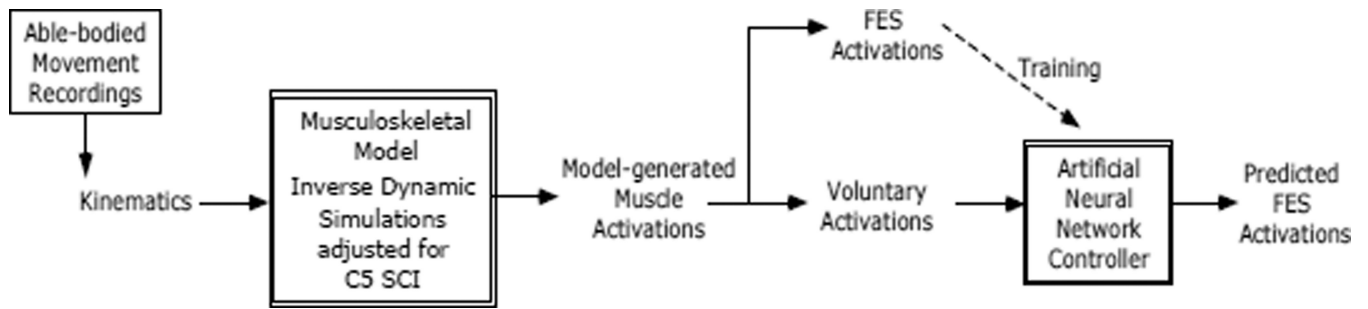 Able-bodied
Movement
Recordings
Kinematics
Musculoskeletal
Model
Inverse Dynamic
Simulations
adjusted for
C5 SCI
Model-generated
Muscle
Activations
FES
Activations
Training
Voluntary
Activations
Artificial
Neural
Network
Controller
Predicted
FES
Activations